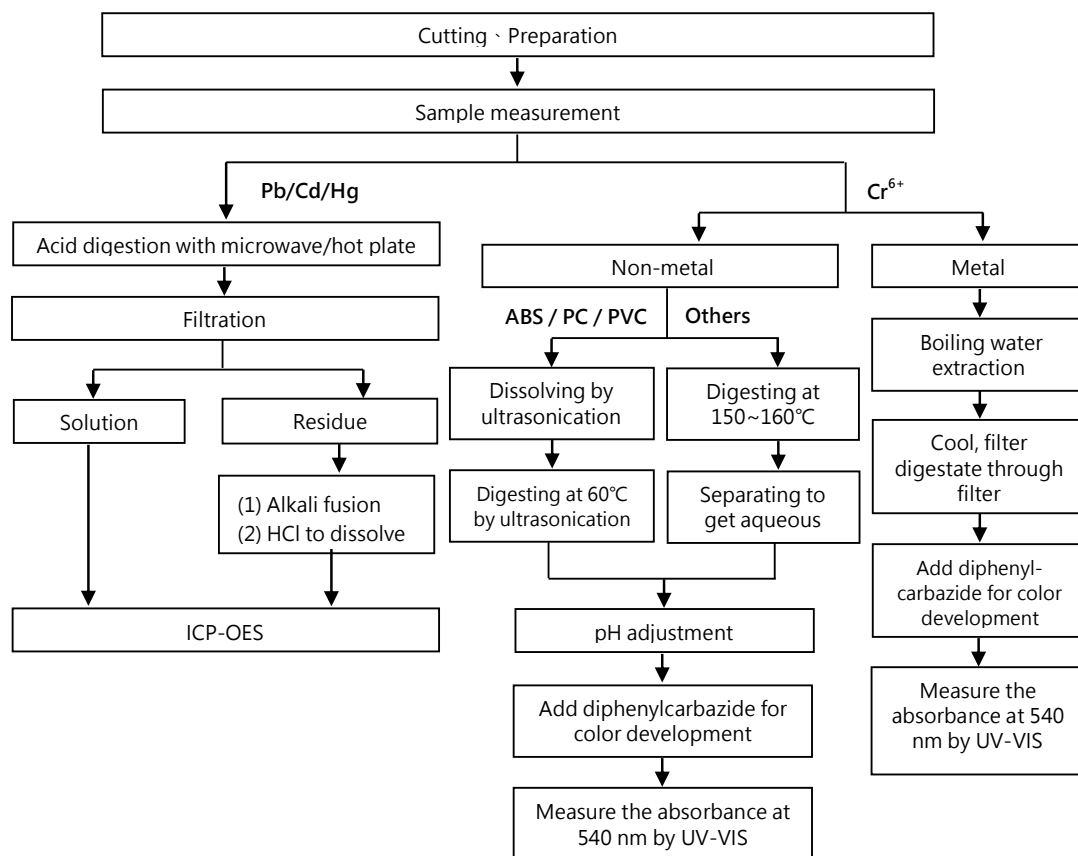 Cutting、Preparation
Sample measurement
Pb/Cd/Hg
Cr⁶⁺
Acid digestion with microwave/hot plate
Non-metal
Metal
Filtration
ABS / PC / PVC
Others
Boiling water
extraction
Solution
Residue
Dissolving by
ultrasonication
Digesting at
150~160℃
Cool, filter
digestate through
filter
(1) Alkali fusion
(2) HCl to dissolve
Digesting at 60℃
by ultrasonication
Separating to
get aqueous
Add diphenyl-
carbazide for color
development
ICP-OES
pH adjustment
Measure the
absorbance at 540
nm by UV-VIS
Add diphenylcarbazide for
color development
Measure the absorbance at
540 nm by UV-VIS